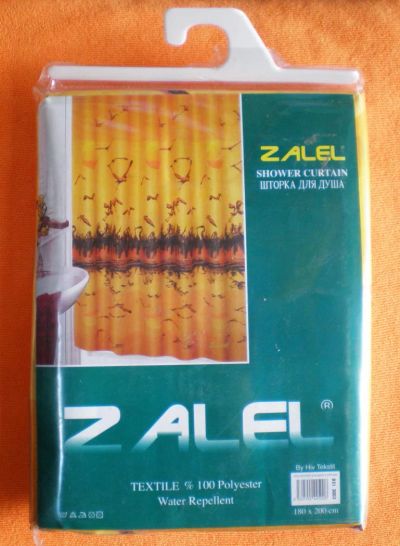 ZALEL
SHOWER CURTAIN
ШТОРКА ДЛЯ ДУША
ZALEL®
By Hiv Tekstil
TEXTILE % 100 Polyester
Water Repellent
180 x 200 cm